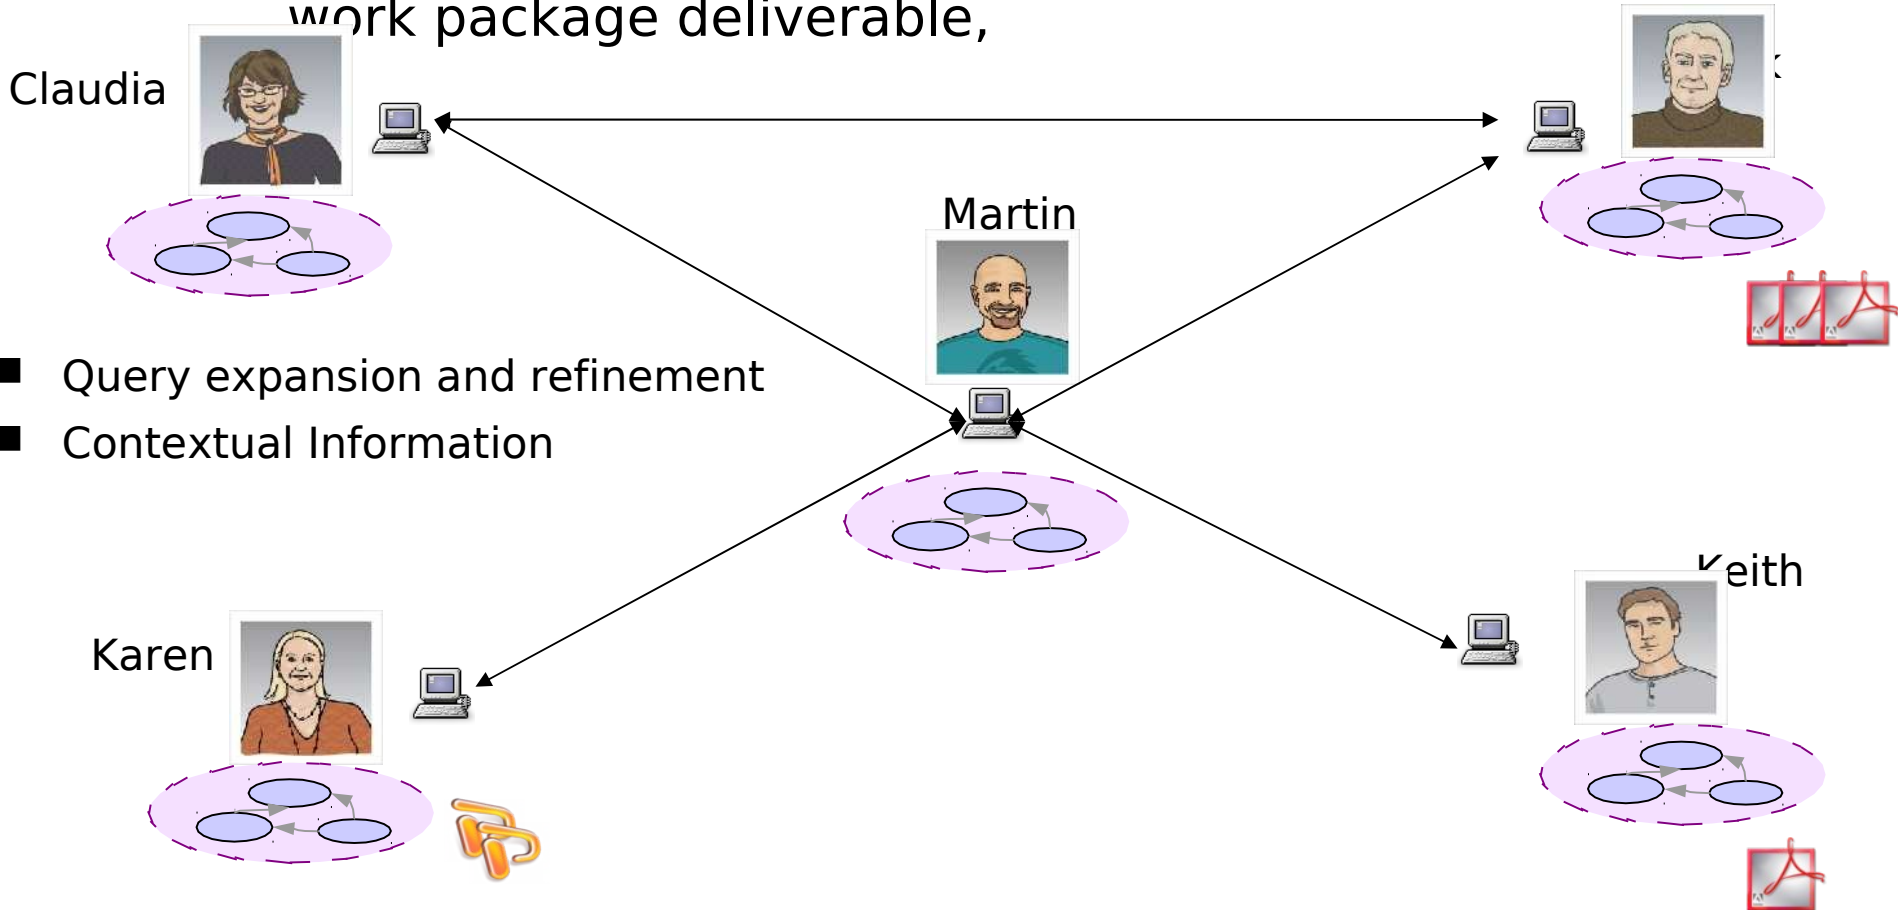 work package deliverable,
Claudia
Martin
Query expansion and refinement
Contextual Information
Keith
Karen